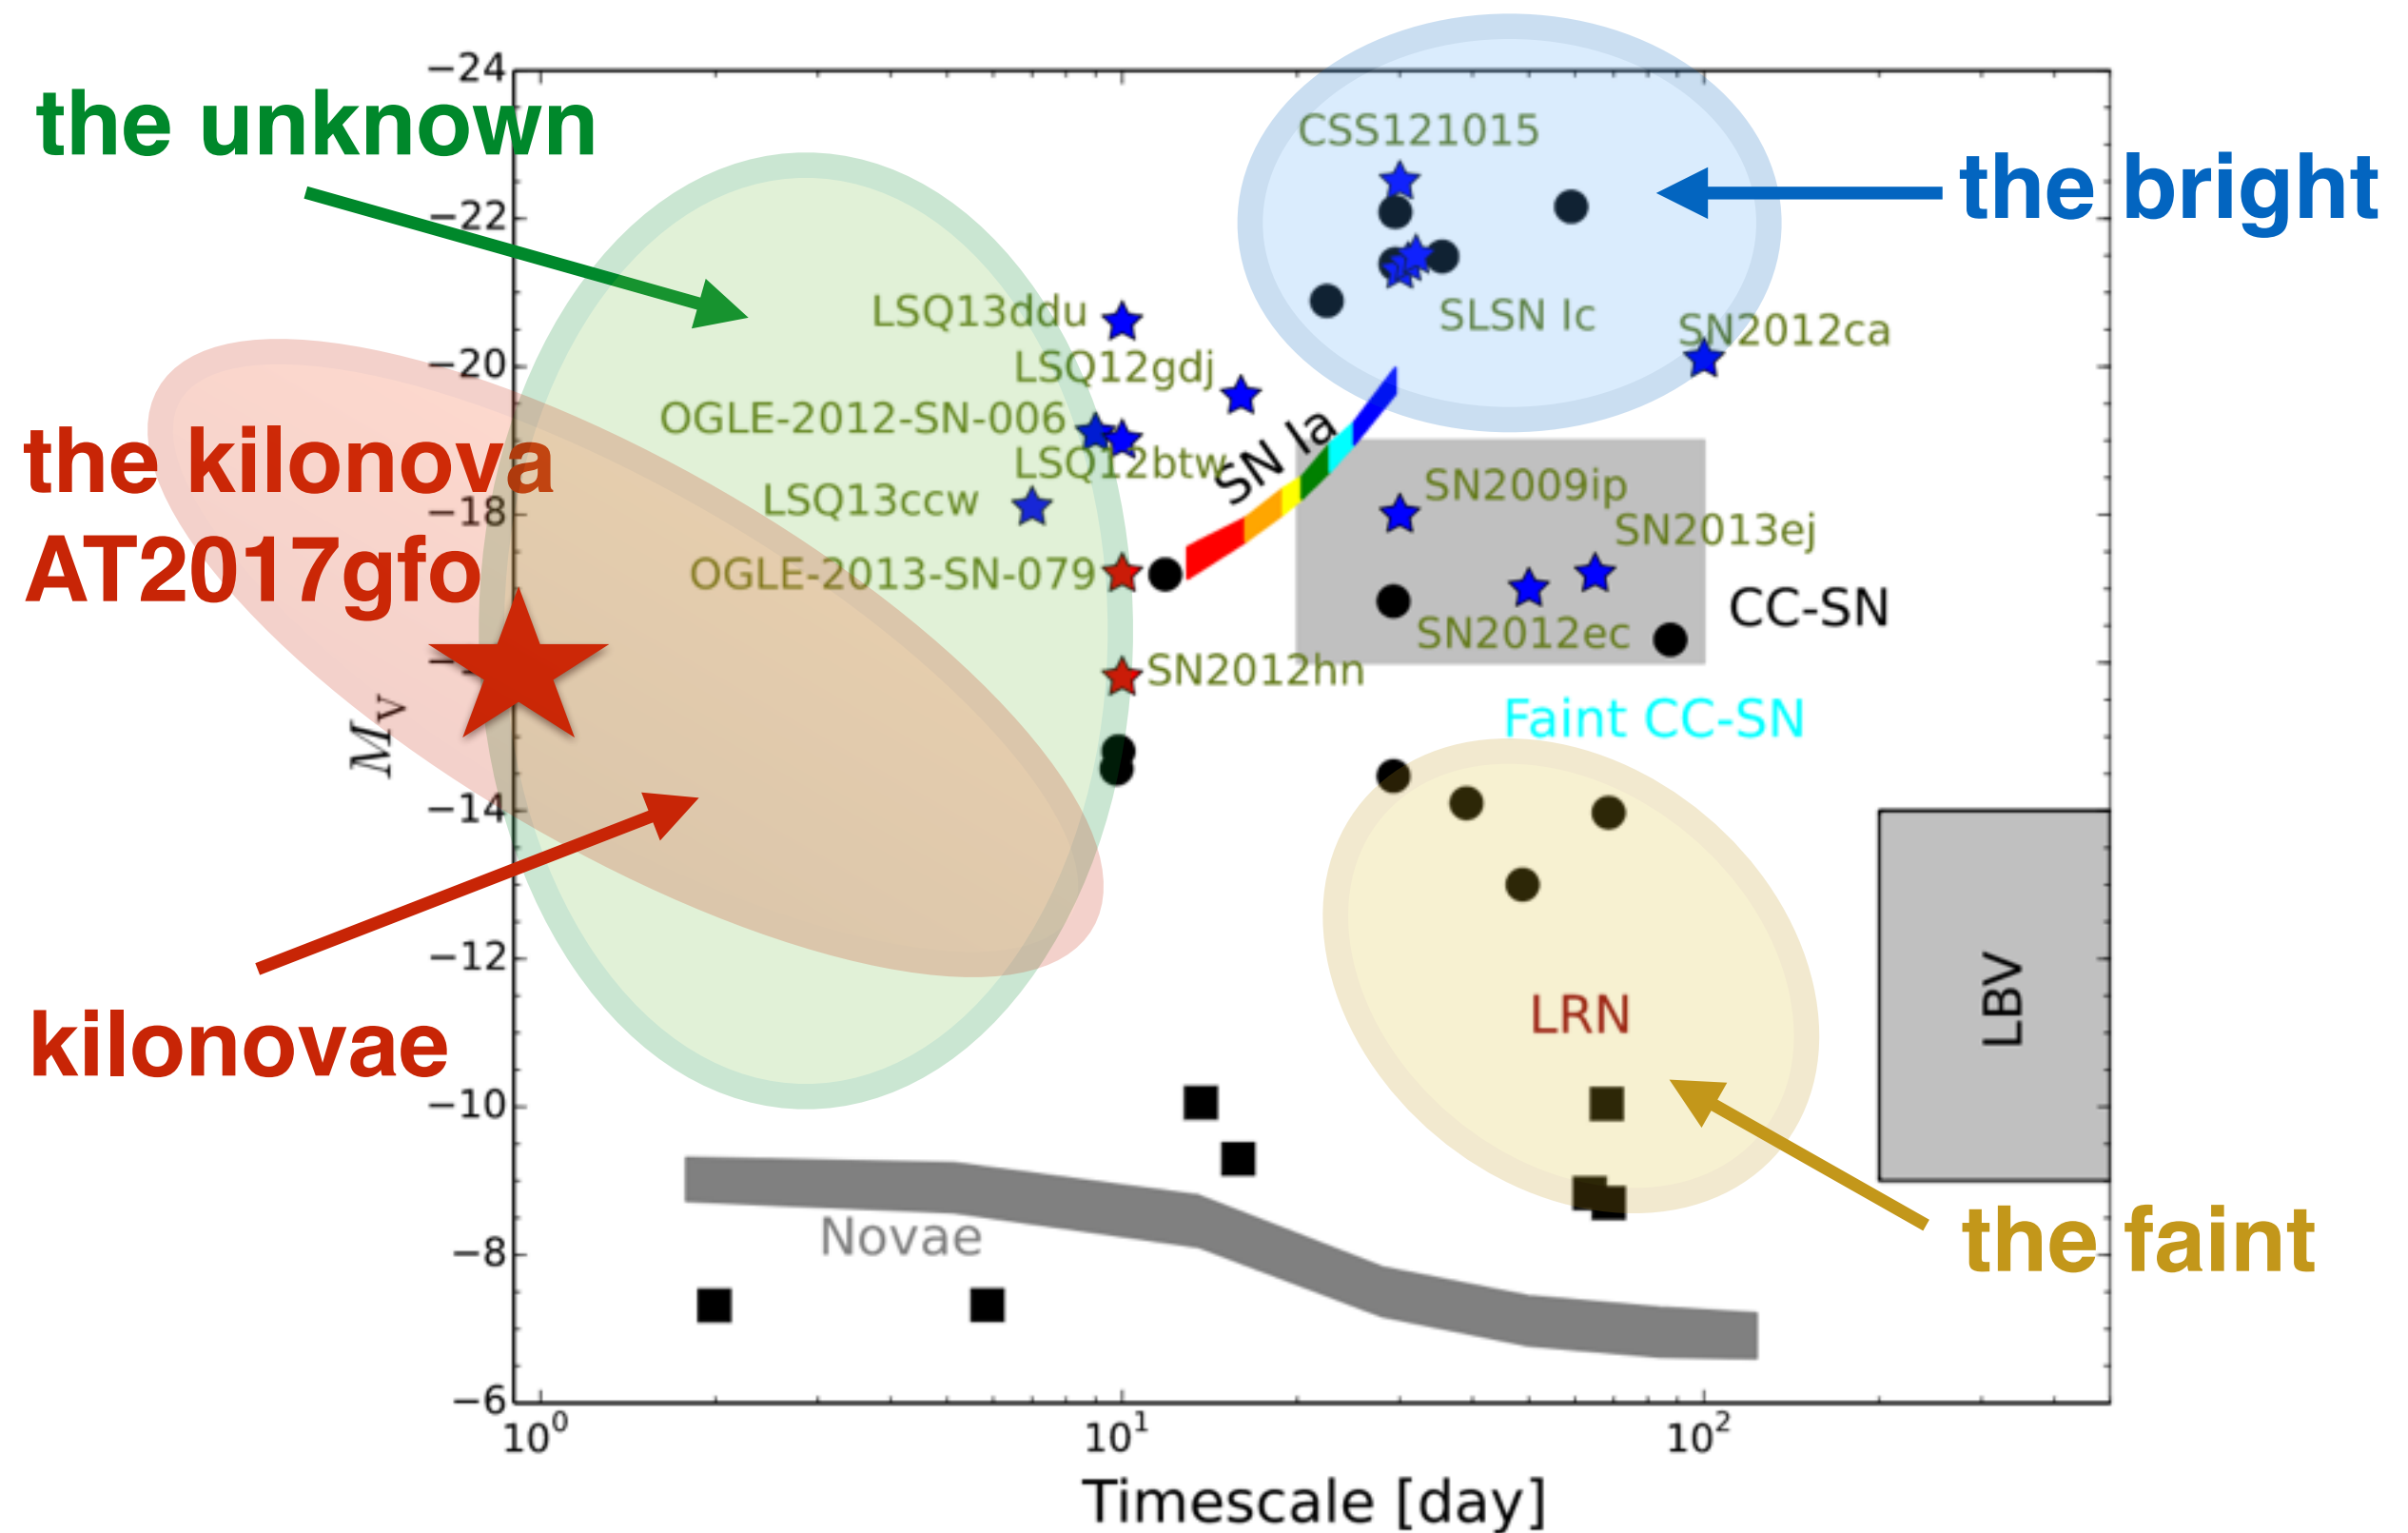 −24
the unknown
CSS121015
the bright
−22
LSQ13ddu
SLSN Ic
SN2012ca
−20
LSQ12gdj
OGLE-2012-SN-006
SN Ia
the kilonova
LSQ12btw
SN2009ip
LSQ13ccw
−18
SN2013ej
AT2017gfo
OGLE-2013-SN-079
CC-SN
SN2012ec
SN2012hn
M_V
Faint CC-SN
−14
−12
LBV
LRN
kilonovae
−10
Novae
−8
the faint
−6
10^0
10^1
10^2
Timescale [day]